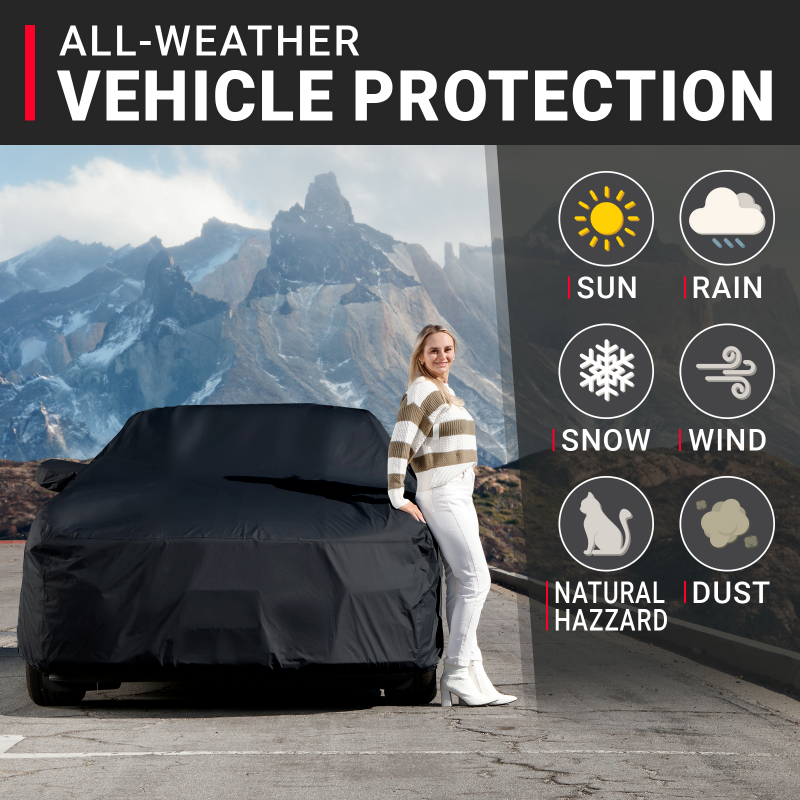 ALL-WEATHER
VEHICLE PROTECTION
SUN
RAIN
SNOW
WIND
NATURAL
HAZZARD
DUST